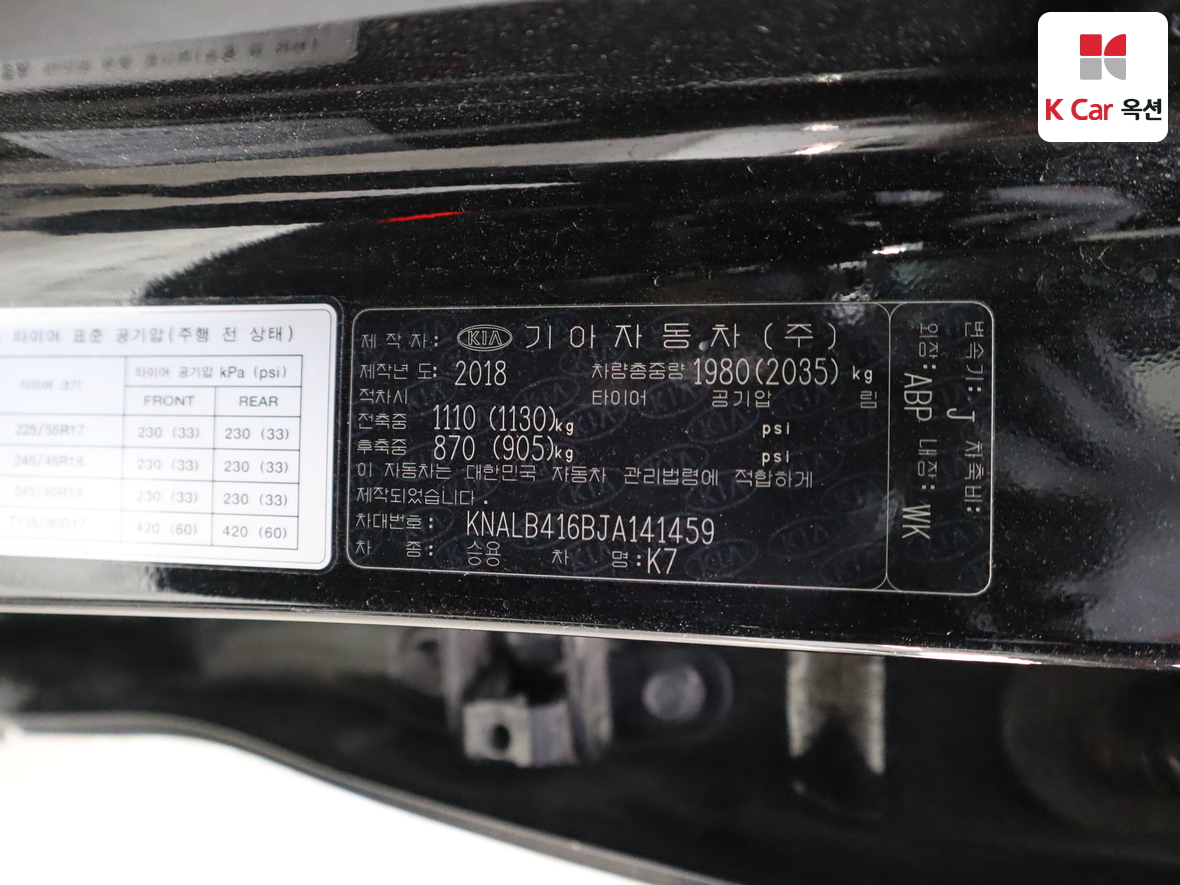 K Car 옥션
타이어 표준 공기압(주행 전 상태)
타이어 크기 타이어 공기압 kPa (psi)
FRONT REAR
225/55R17 230 (33) 230 (33)
245/45R18 230 (33) 230 (33)
245/40R19 230 (33) 230 (33)
420 (60) 420 (60)
제 작 자: KIA 기아자동차(주)
제작년 도: 2018 차량총중량 1980(2035) kg
적차시 타이어 공기압 림
전축중 1110 (1130)kg psi
후축중 870 (905)kg psi
이 자동차는 대한민국 자동차 관리법령에 적합하게
제작되었습니다.
차대번호: KNALB416BJA141459
차 종: 승용 차 명:K7
변속기: J 차축비:
외장: ABP 내장: WK